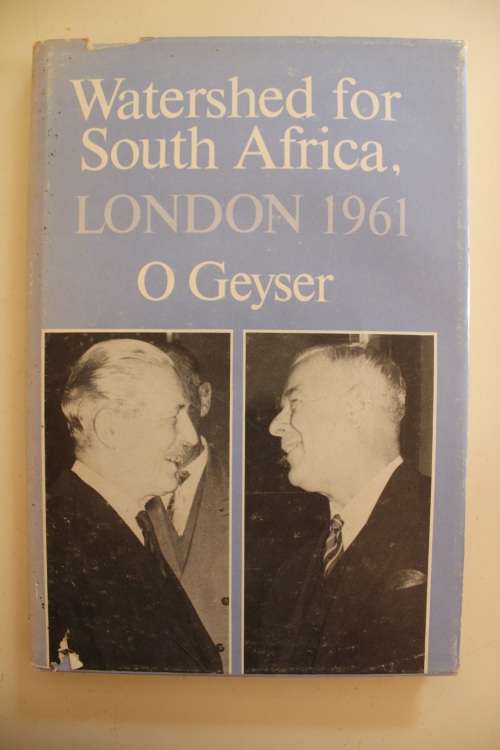 Watershed for
South Africa,
LONDON 1961
O Geyser